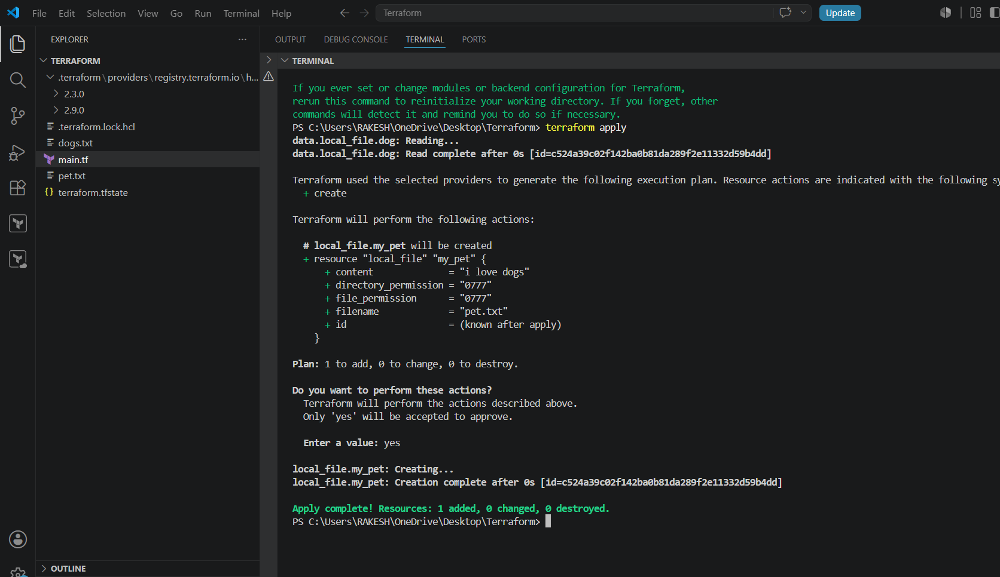 File Edit Selection View Go Run Terminal Help
Terraform
Update
EXPLORER
OUTPUT DEBUG CONSOLE TERMINAL PORTS
TERRAFORM
.terraform\providers\registry.terraform.io\h...
2.3.0
2.9.0
.terraform.lock.hcl
dogs.txt
main.tf
pet.txt
terraform.tfstate
OUTLINE
TERMINAL
If you ever set or change modules or backend configuration for Terraform,
rerun this command to reinitialize your working directory. If you forget, other
commands will detect it and remind you to do so if necessary.
PS C:\Users\RAKESH\OneDrive\Desktop\Terraform> terraform apply
data.local_file.dog: Reading...
data.local_file.dog: Read complete after 0s [id=c524a39c02f142ba0b81da289f2e11332d59b4dd]
Terraform used the selected providers to generate the following execution plan. Resource actions are indicated with the following sy
+ create
Terraform will perform the following actions:
# local_file.my_pet will be created
+ resource "local_file" "my_pet" {
+ content = "i love dogs"
+ directory_permission = "0777"
+ file_permission = "0777"
+ filename = "pet.txt"
+ id = (known after apply)
}
Plan: 1 to add, 0 to change, 0 to destroy.
Do you want to perform these actions?
Terraform will perform the actions described above.
Only 'yes' will be accepted to approve.
Enter a value: yes
local_file.my_pet: Creating...
local_file.my_pet: Creation complete after 0s [id=c524a39c02f142ba0b81da289f2e11332d59b4dd]
Apply complete! Resources: 1 added, 0 changed, 0 destroyed.
PS C:\Users\RAKESH\OneDrive\Desktop\Terraform>